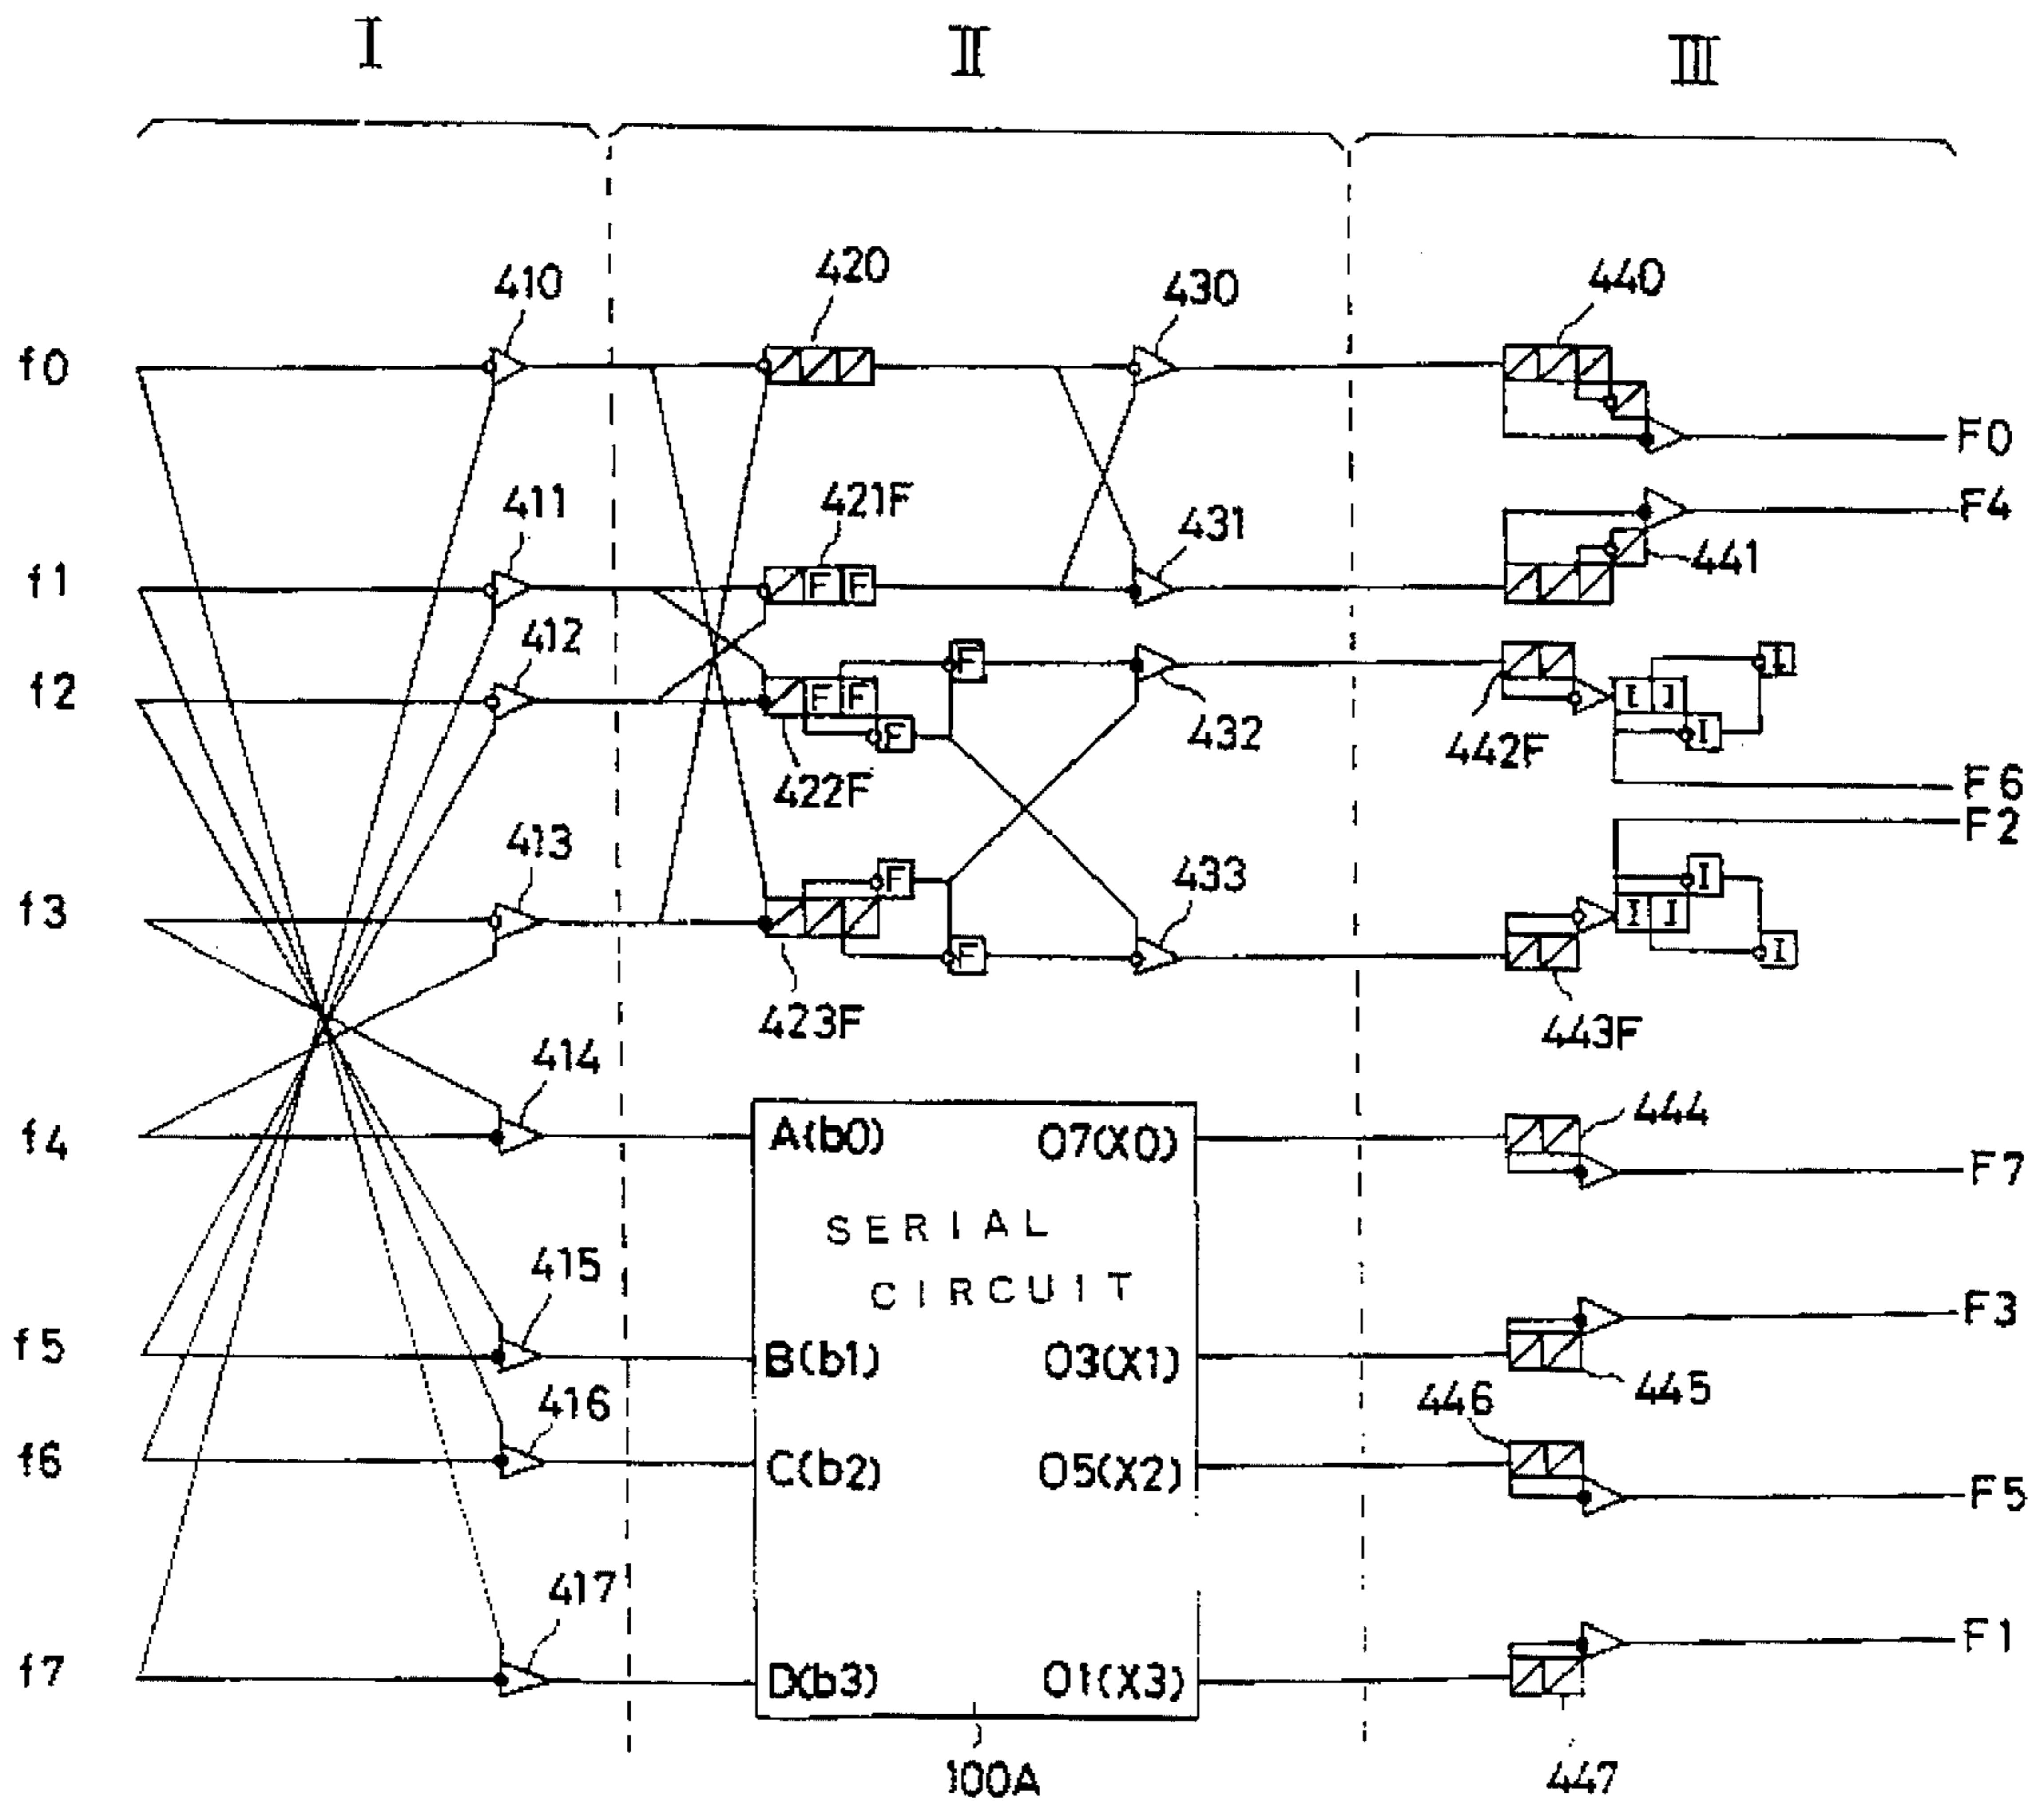 I II III
410 420 430 440
f0 F0
411 421F 431 F4
f1 F F 441
412 F
f2 F F I I I
F 432 442F I
422F F6
F2
413 433
f3 F I
I I
F I
423F 443F
414 444
f4 A(b0) O7(X0) F7
SERIAL
CIRCUIT
415 F3
f5 B(b1) O3(X1)
416 446 445
f6 C(b2) O5(X2) F5
417 F1
f7 D(b3) O1(X3)
100A 447